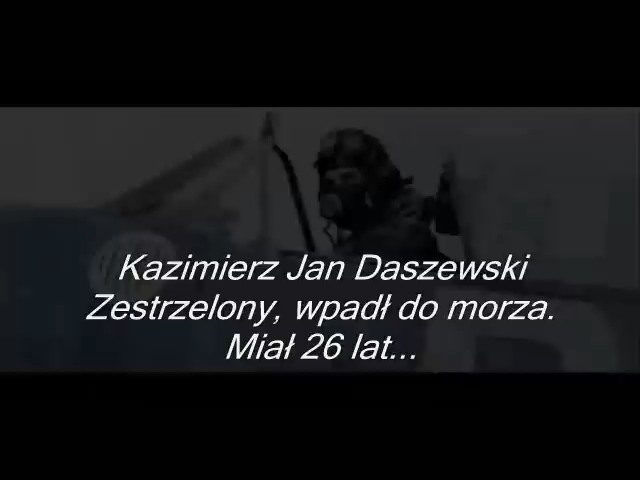 Kazimierz Jan Daszewski
Zestrzelony, wpadł do morza.
Miał 26 lat...